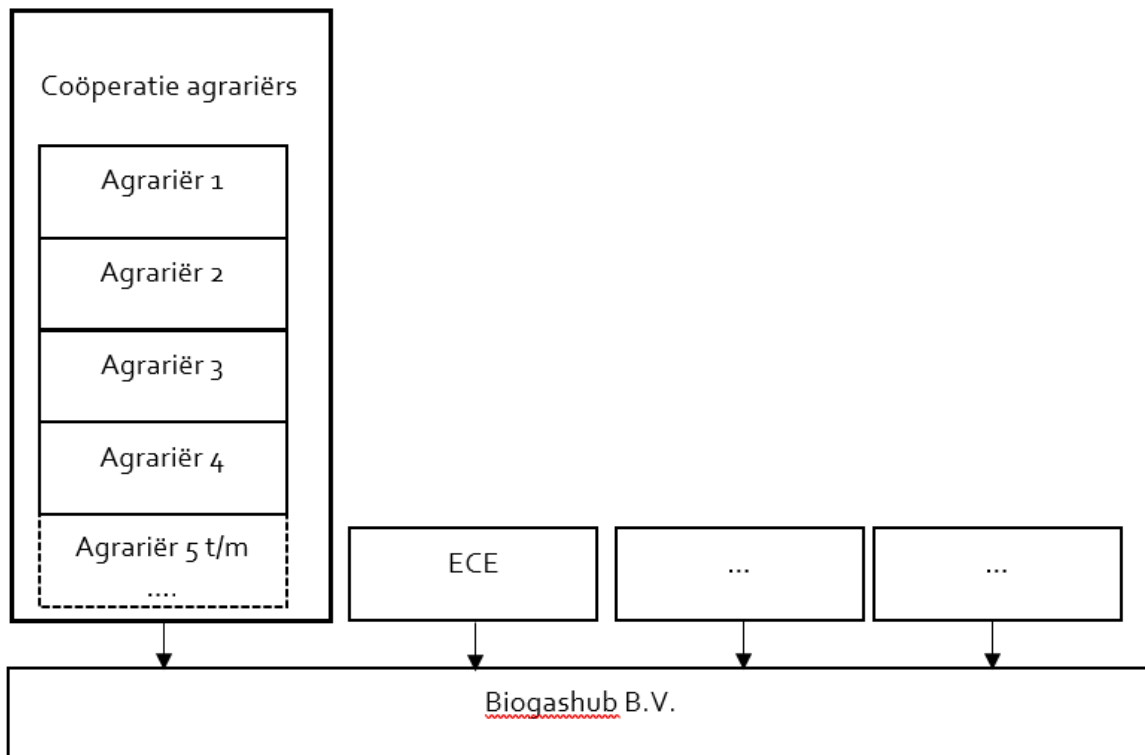 Coöperatie agrariërs
Agrariër 1
Agrariër 2
Agrariër 3
Agrariër 4
Agrariër 5 t/m
....
ECE
...
...
Biogashub B.V.